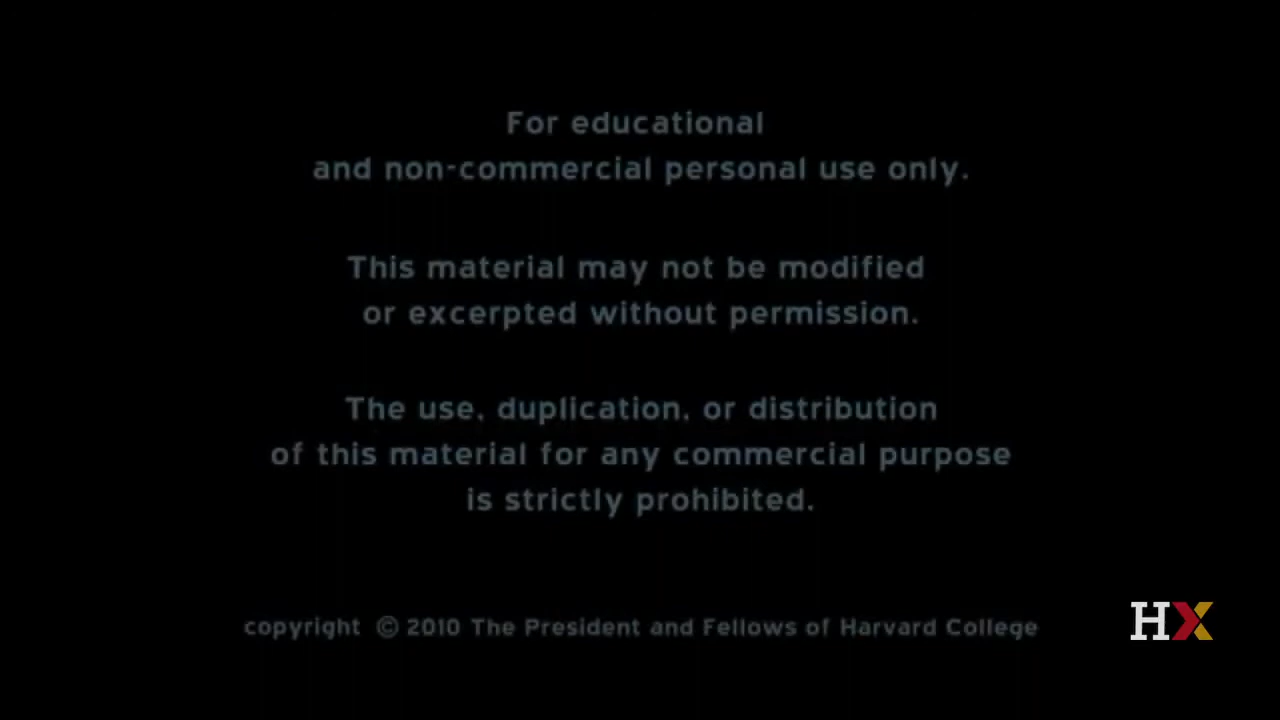 For educational
and non-commercial personal use only.
This material may not be modified
or excerpted without permission.
The use, duplication, or distribution
of this material for any commercial purpose
is strictly prohibited.
copyright © 2010 The President and Fellows of Harvard College
HX